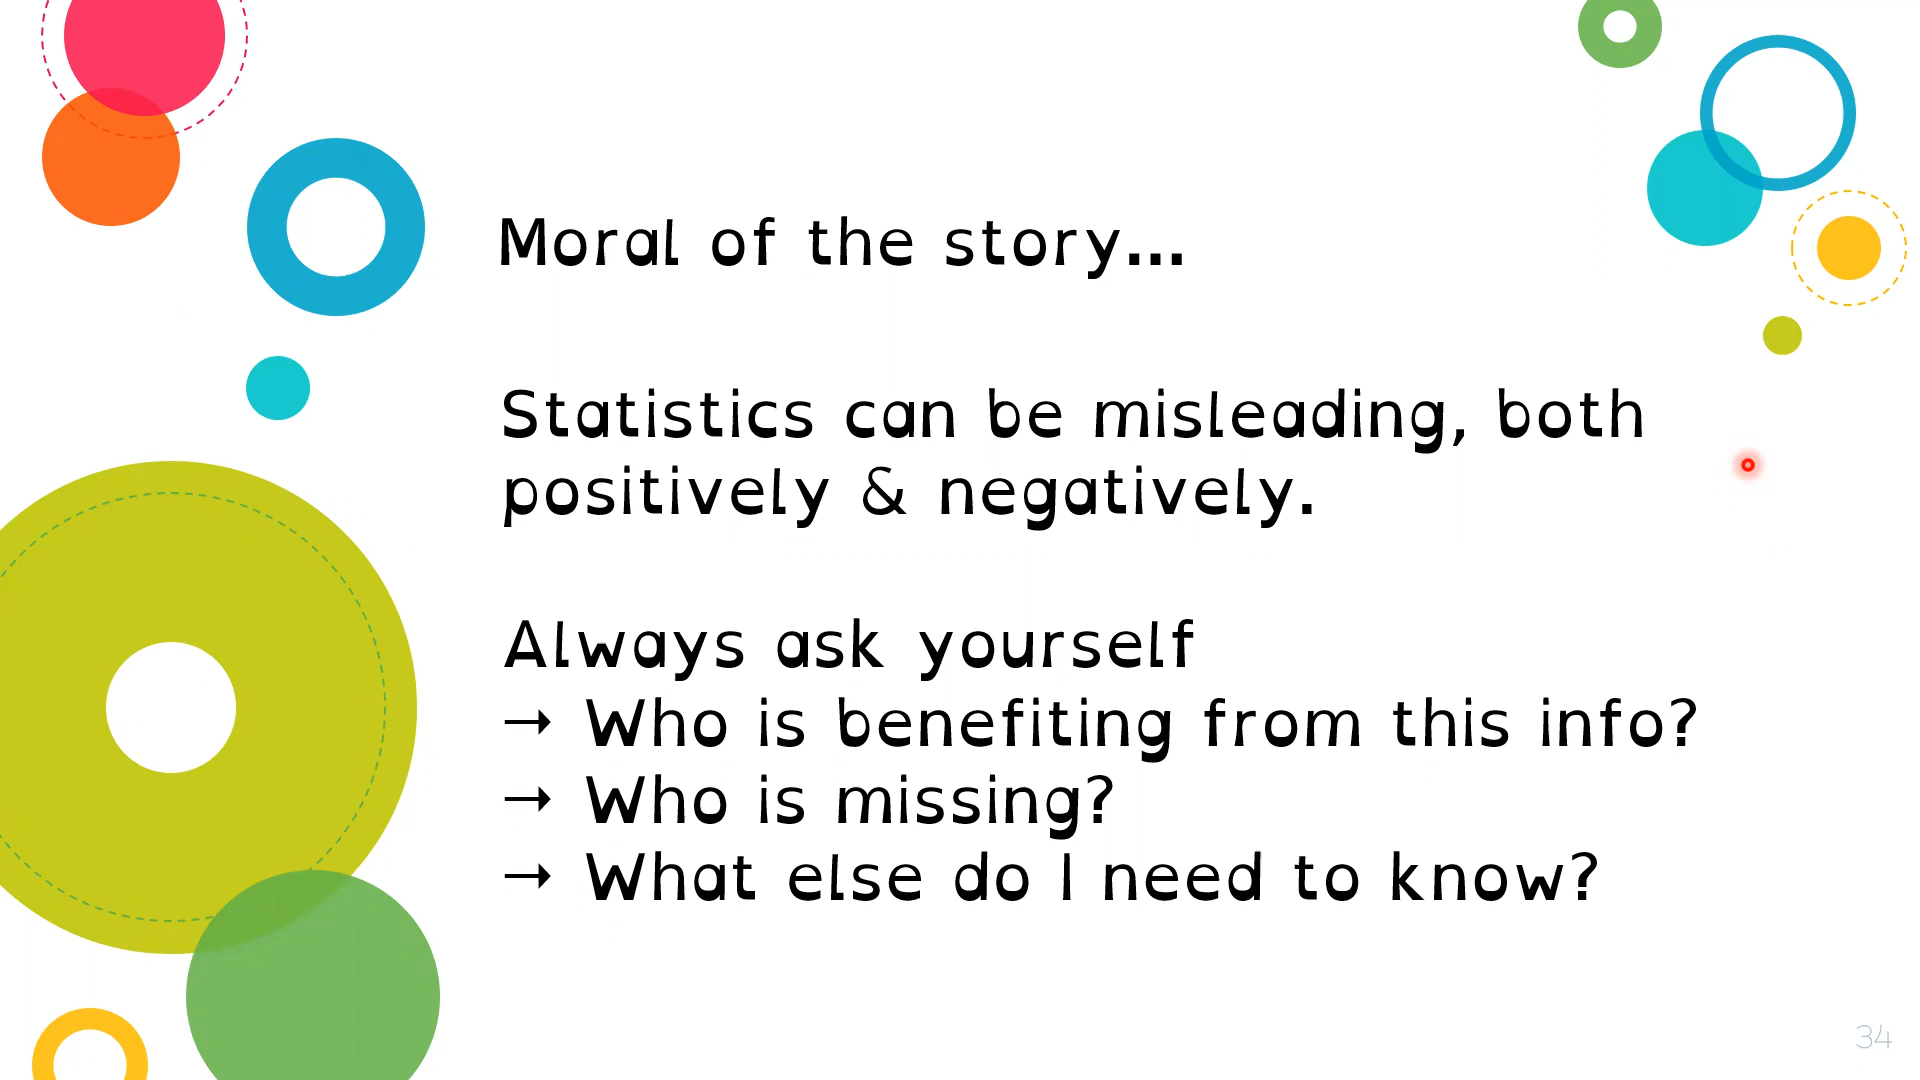 Moral of the story...
Statistics can be misleading, both
positively & negatively.
Always ask yourself
→ Who is benefiting from this info?
→ Who is missing?
→ What else do I need to know?
34